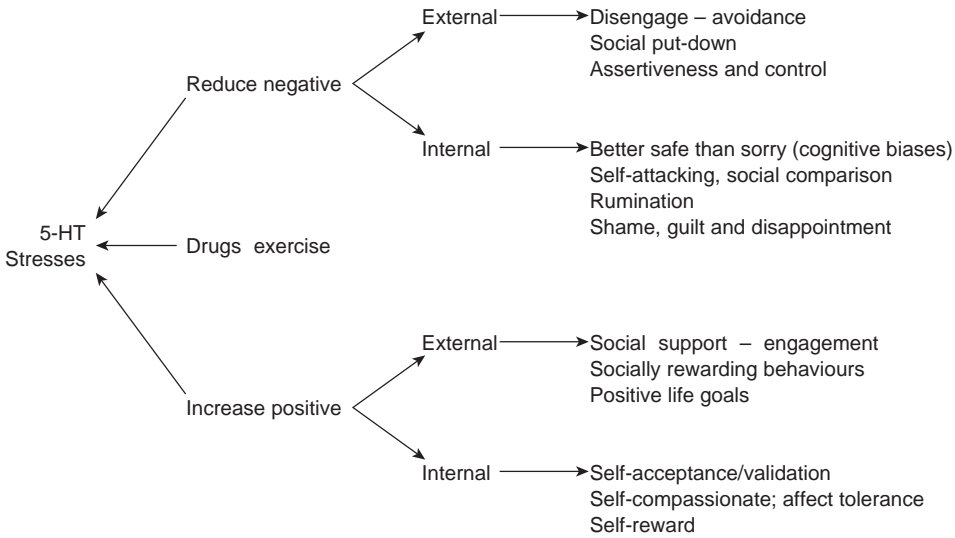 External
Disengage – avoidance
Social put-down
Assertiveness and control
Reduce negative
Internal
Better safe than sorry (cognitive biases)
Self-attacking, social comparison
Rumination
Shame, guilt and disappointment
5-HT
Stresses
Drugs exercise
External
Social support – engagement
Socially rewarding behaviours
Positive life goals
Increase positive
Internal
Self-acceptance/validation
Self-compassionate; affect tolerance
Self-reward